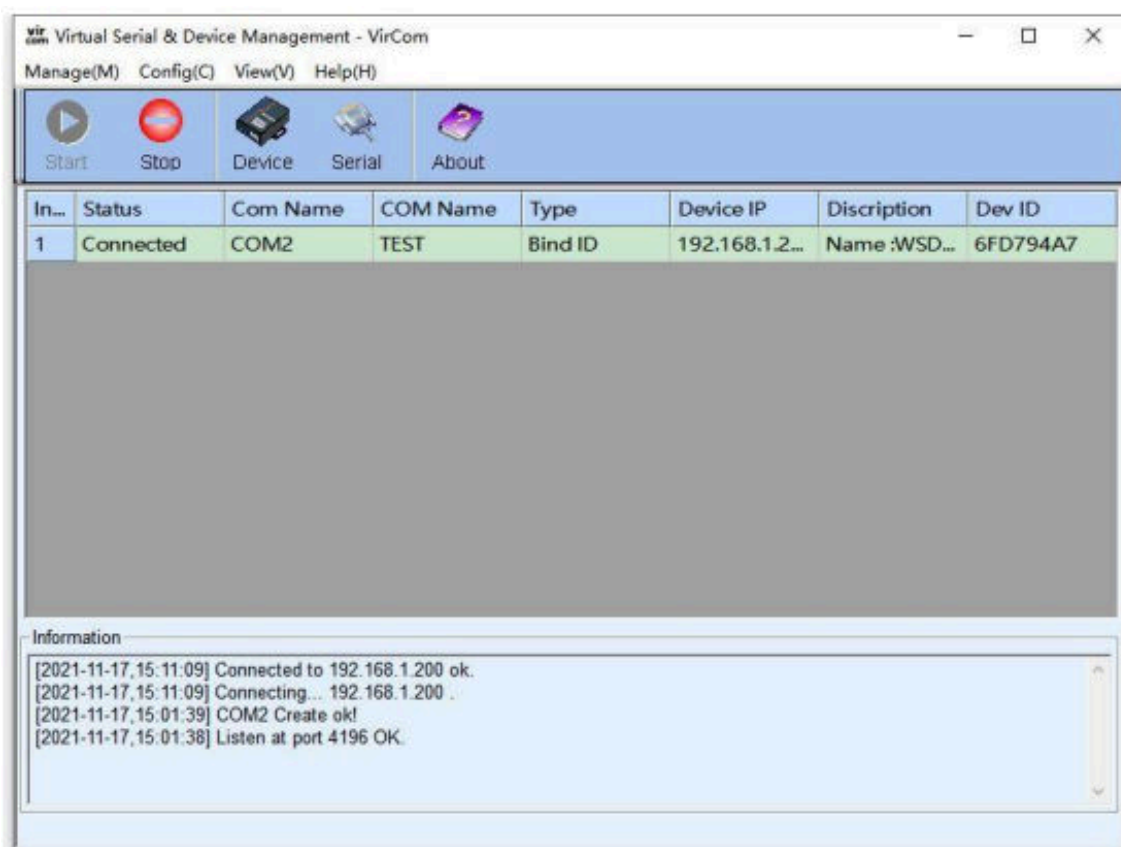 vir com Virtual Serial & Device Management - VirCom
Manage(M) Config(C) View(V) Help(H)
Start Stop Device Serial About
In... Status Com Name COM Name Type Device IP Discription Dev ID
1 Connected COM2 TEST Bind ID 192.168.1.2... Name :WSD... 6FD794A7
Information
[2021-11-17,15:11:09] Connected to 192.168.1.200 ok.
[2021-11-17,15:11:09] Connecting... 192.168.1.200 .
[2021-11-17,15:01:39] COM2 Create ok!
[2021-11-17,15:01:38] Listen at port 4196 OK.